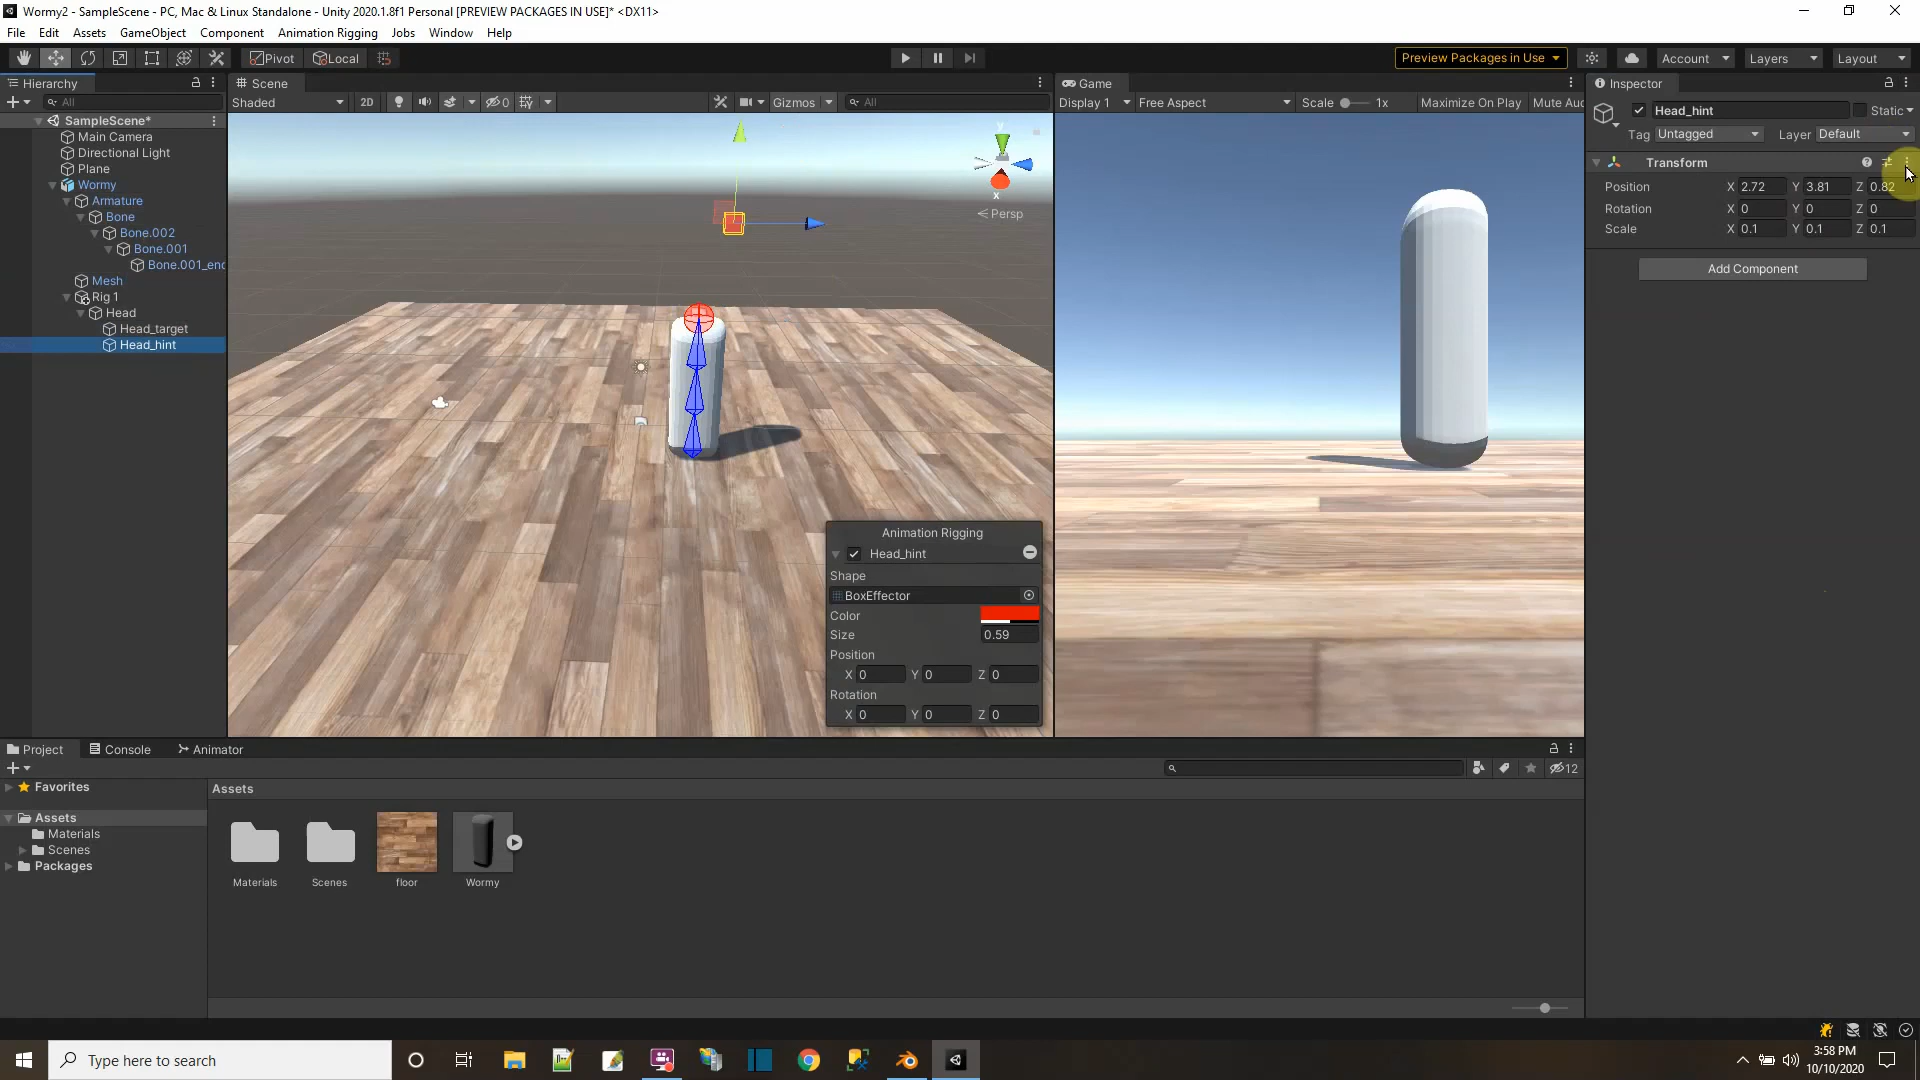 Wormy2 - SampleScene - PC, Mac & Linux Standalone - Unity 2020.1.8f1 Personal [PREVIEW PACKAGES IN USE]* <DX11>
File Edit Assets GameObject Component Animation Rigging Jobs Window Help
Pivot Local Preview Packages in Use Account Layers Layout
Hierarchy
All
SampleScene*
Main Camera
Directional Light
Plane
Wormy
Armature
Bone
Bone.002
Bone.001
Bone.001_enc
Mesh
Rig 1
Head
Head_target
Head_hint
Scene
Shaded 2D 0 Gizmos All
y
x
Persp
Animation Rigging
Head_hint
Shape
BoxEffector
Color
Size 0.59
Position
X 0 Y 0 Z 0
Rotation
X 0 Y 0 Z 0
Game
Display 1 Free Aspect Scale 1x Maximize On Play Mute Auc
Inspector
Head_hint Static
Tag Untagged Layer Default
Transform
Position X 2.72 Y 3.81 Z 0.82
Rotation X 0 Y 0 Z 0
Scale X 0.1 Y 0.1 Z 0.1
Add Component
Project Console Animator
12
Favorites
Assets
Materials
Scenes
Packages
Assets
Materials Scenes floor Wormy
Type here to search
3:58 PM
10/10/2020